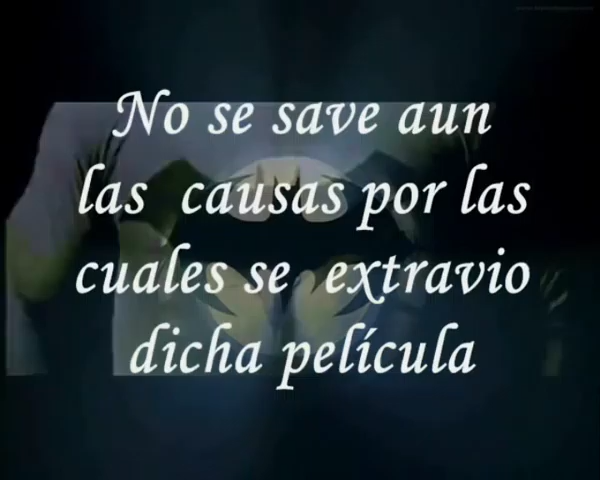 No se save aun
las causas por las
cuales se extravio
dicha película